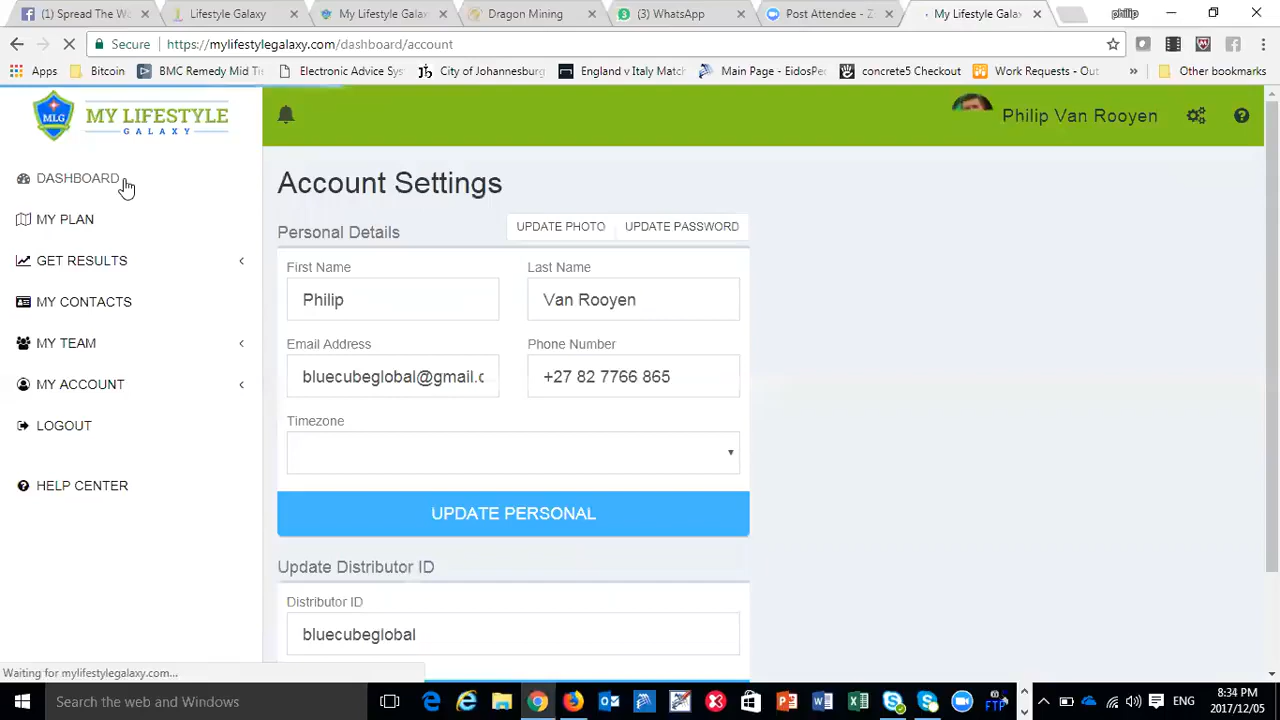 (1) Spread The W
Lifestyle Galaxy
My Lifestyle Gala
Dragon Mining
(3) WhatsApp
Post Attendee - Z
My Lifestyle Gala
philip
Secure
https://mylifestylegalaxy.com/dashboard/account
Apps
Bitcoin
BMC Remedy Mid Ti
Electronic Advice Sys
City of Johannesburg
England v Italy Matc
Main Page - EidosPe
concrete5 Checkout
Work Requests - Out
»
Other bookmarks
MLG
MY LIFESTYLE
GALAXY
Philip Van Rooyen
DASHBOARD
MY PLAN
GET RESULTS
MY CONTACTS
MY TEAM
MY ACCOUNT
LOGOUT
HELP CENTER
Account Settings
Personal Details
UPDATE PHOTO
UPDATE PASSWORD
First Name
Last Name
Philip
Van Rooyen
Email Address
Phone Number
bluecubeglobal@gmail.c
+27 82 7766 865
Timezone
UPDATE PERSONAL
Update Distributor ID
Distributor ID
bluecubeglobal
Waiting for mylifestylegalaxy.com...
Search the web and Windows
FTP
ENG
8:34 PM
2017/12/05